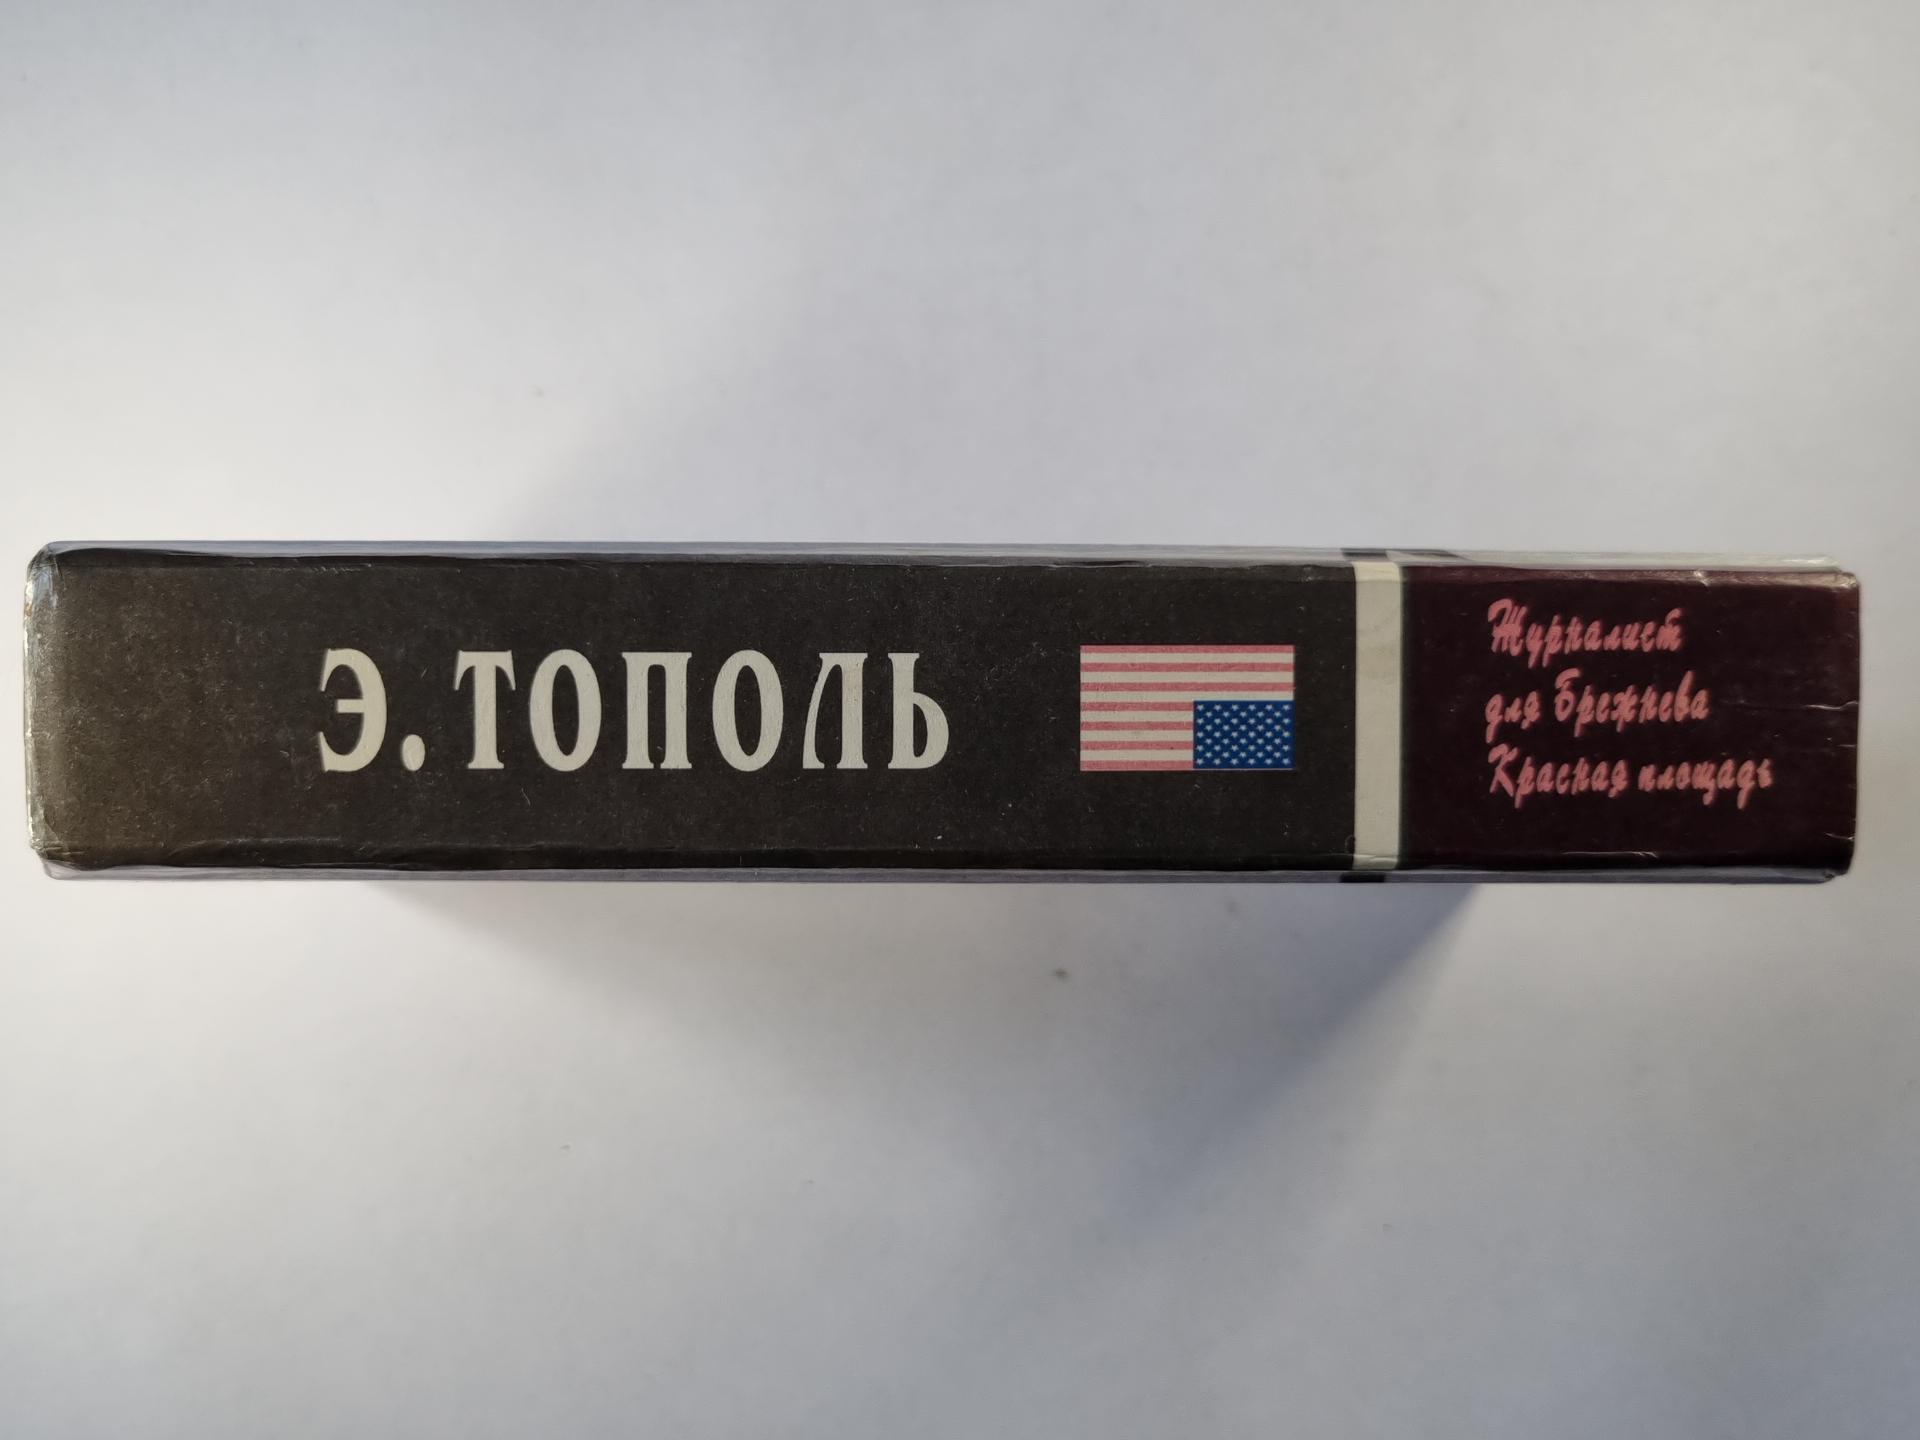 Э. ТОПОЛЬ
Журналист
для Брежнева
Красная площадь